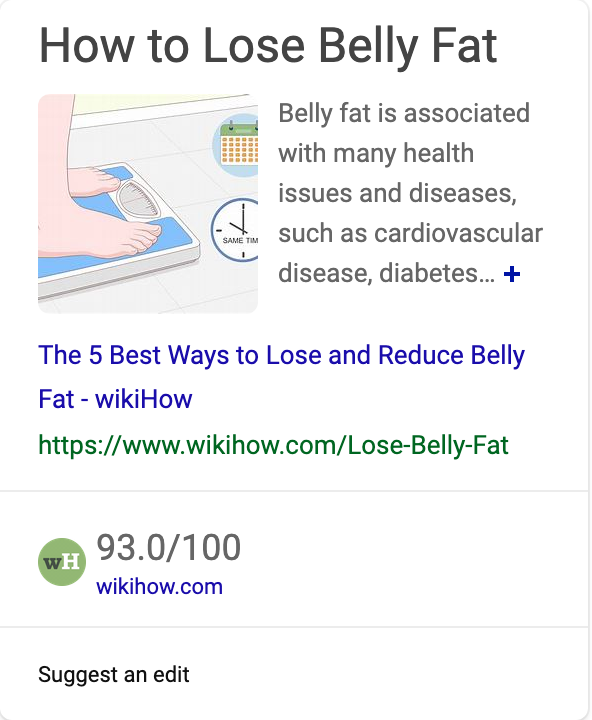 How to Lose Belly Fat
Belly fat is associated
with many health
issues and diseases,
such as cardiovascular
disease, diabetes... +
SAME TIM
The 5 Best Ways to Lose and Reduce Belly
Fat - wikiHow
https://www.wikihow.com/Lose-Belly-Fat
wH
93.0/100
wikihow.com
Suggest an edit